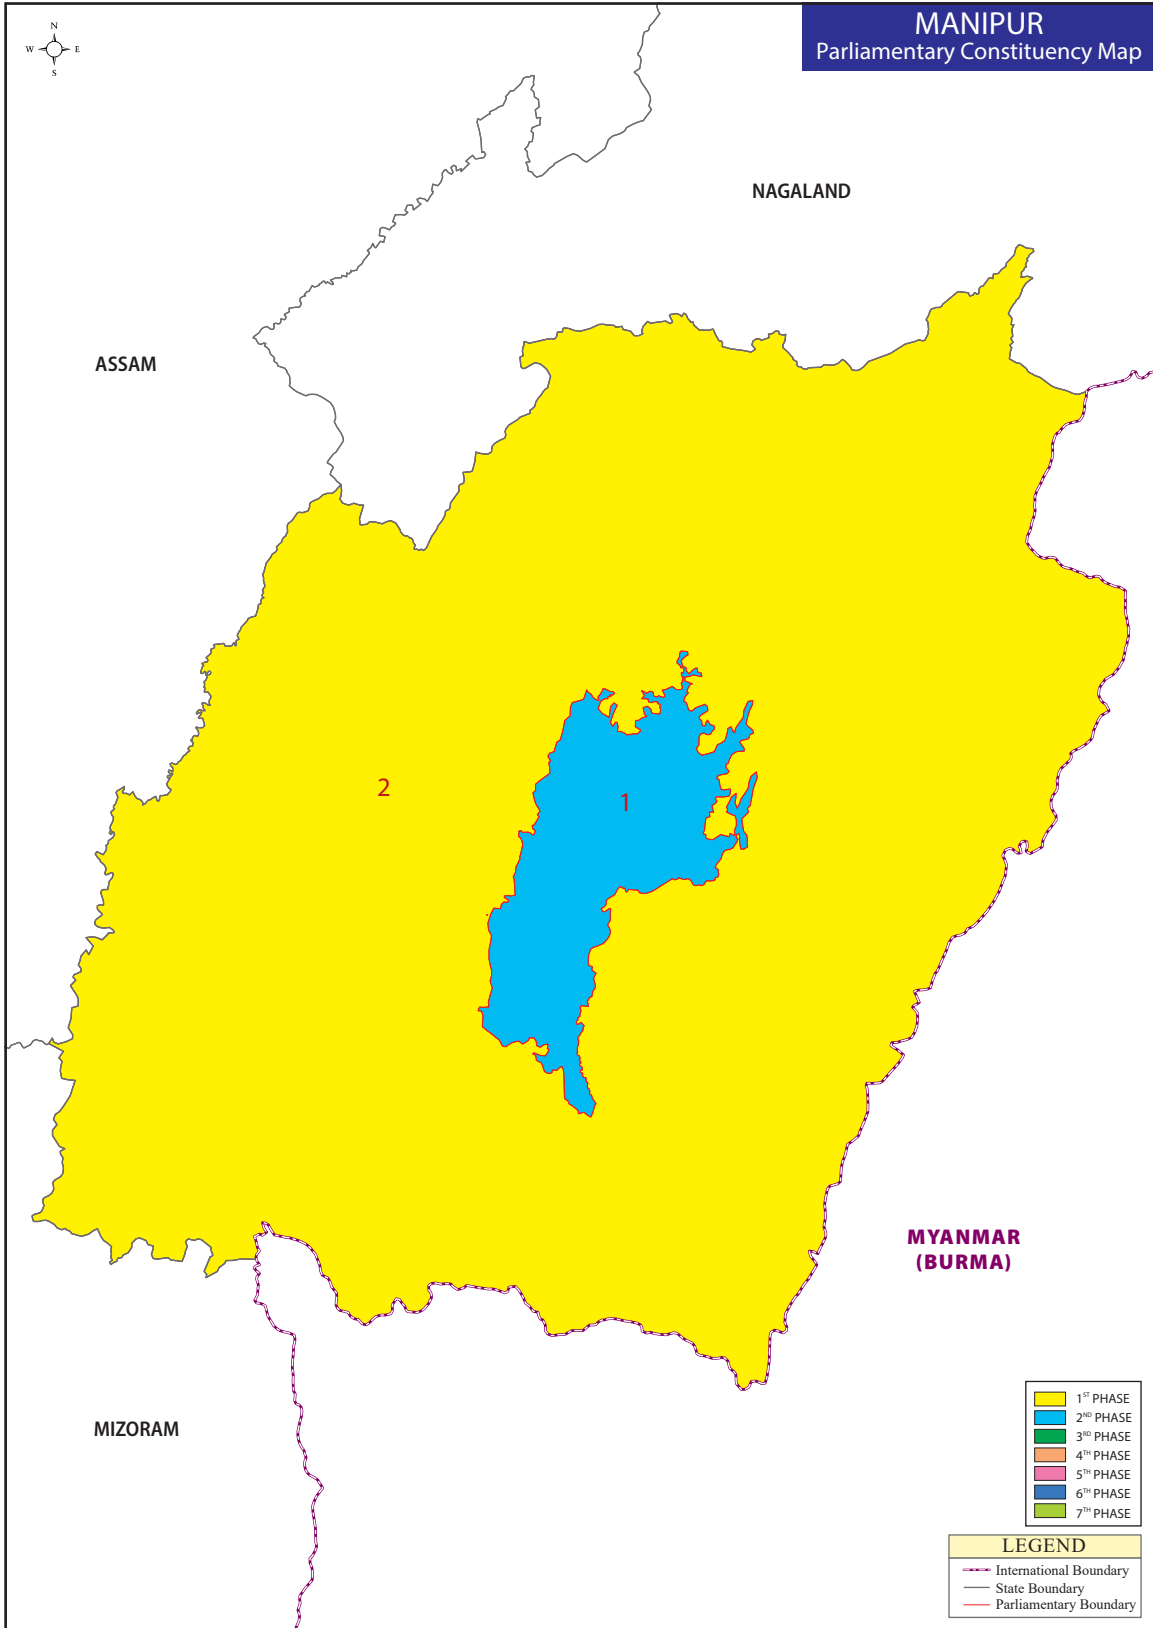 MANIPUR
Parliamentary Constituency Map
N
W E
S
NAGALAND
ASSAM
2
1
MYANMAR
(BURMA)
MIZORAM
1ST PHASE
2ND PHASE
3RD PHASE
4TH PHASE
5TH PHASE
6TH PHASE
7TH PHASE
LEGEND
International Boundary
State Boundary
Parliamentary Boundary